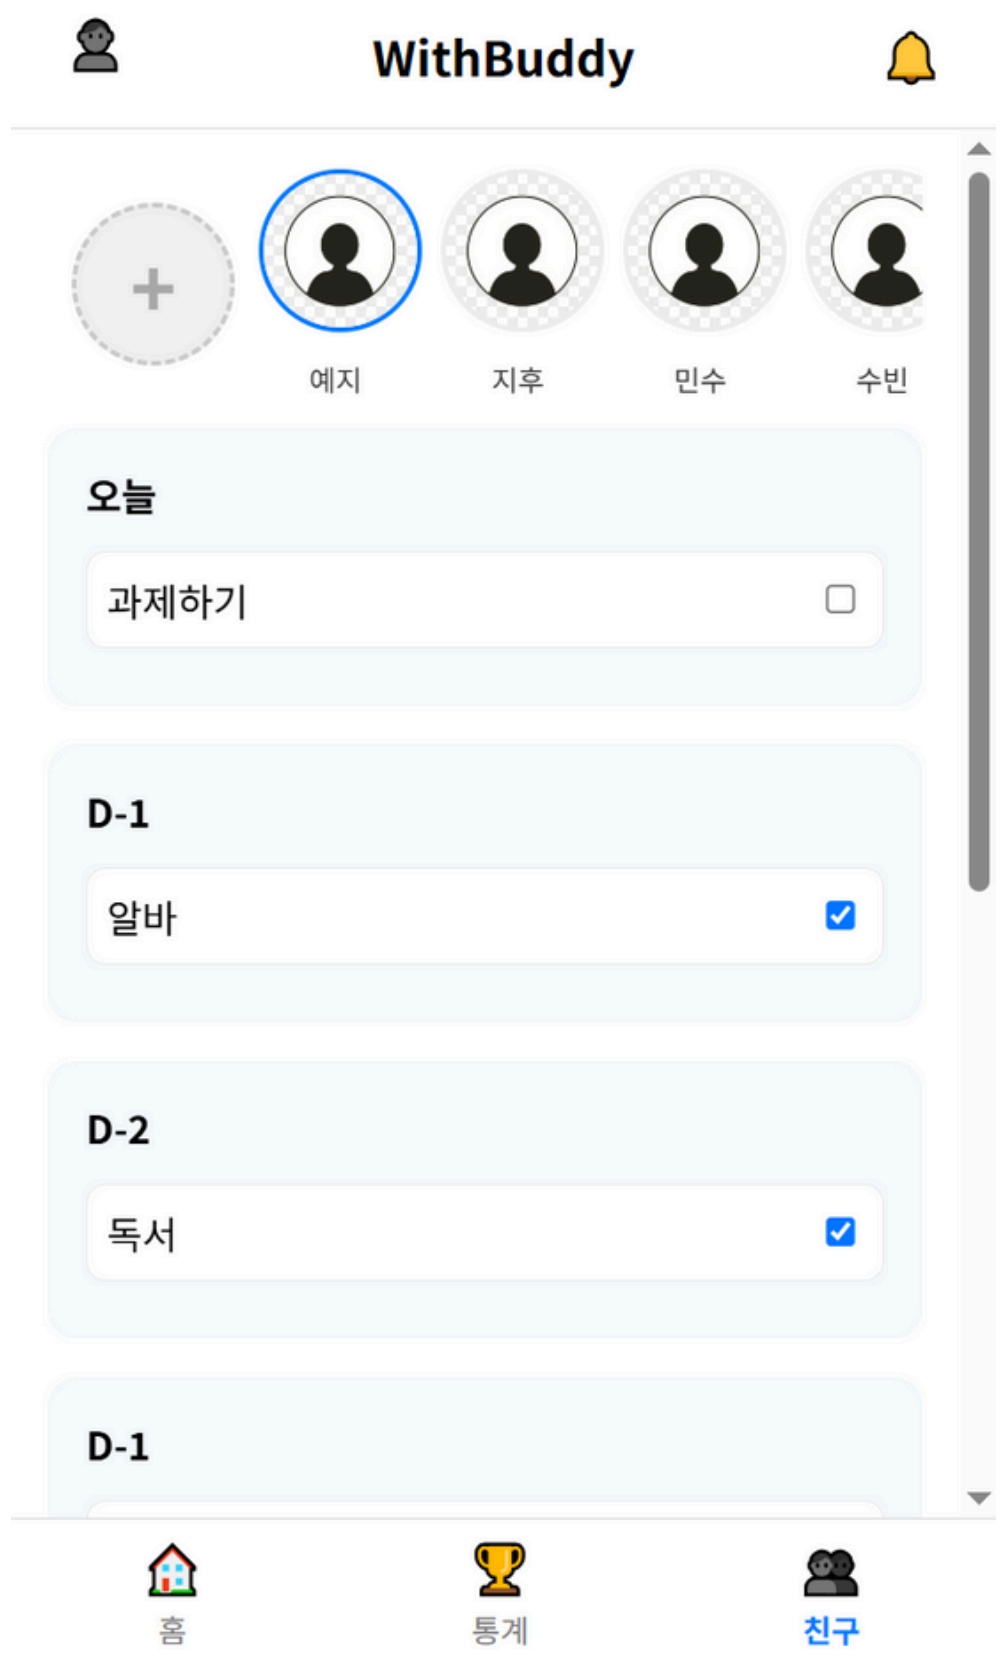 WithBuddy
+
예지 지후 민수 수빈
오늘
과제하기
D-1
알바
D-2
독서
D-1
홈 통계 친구